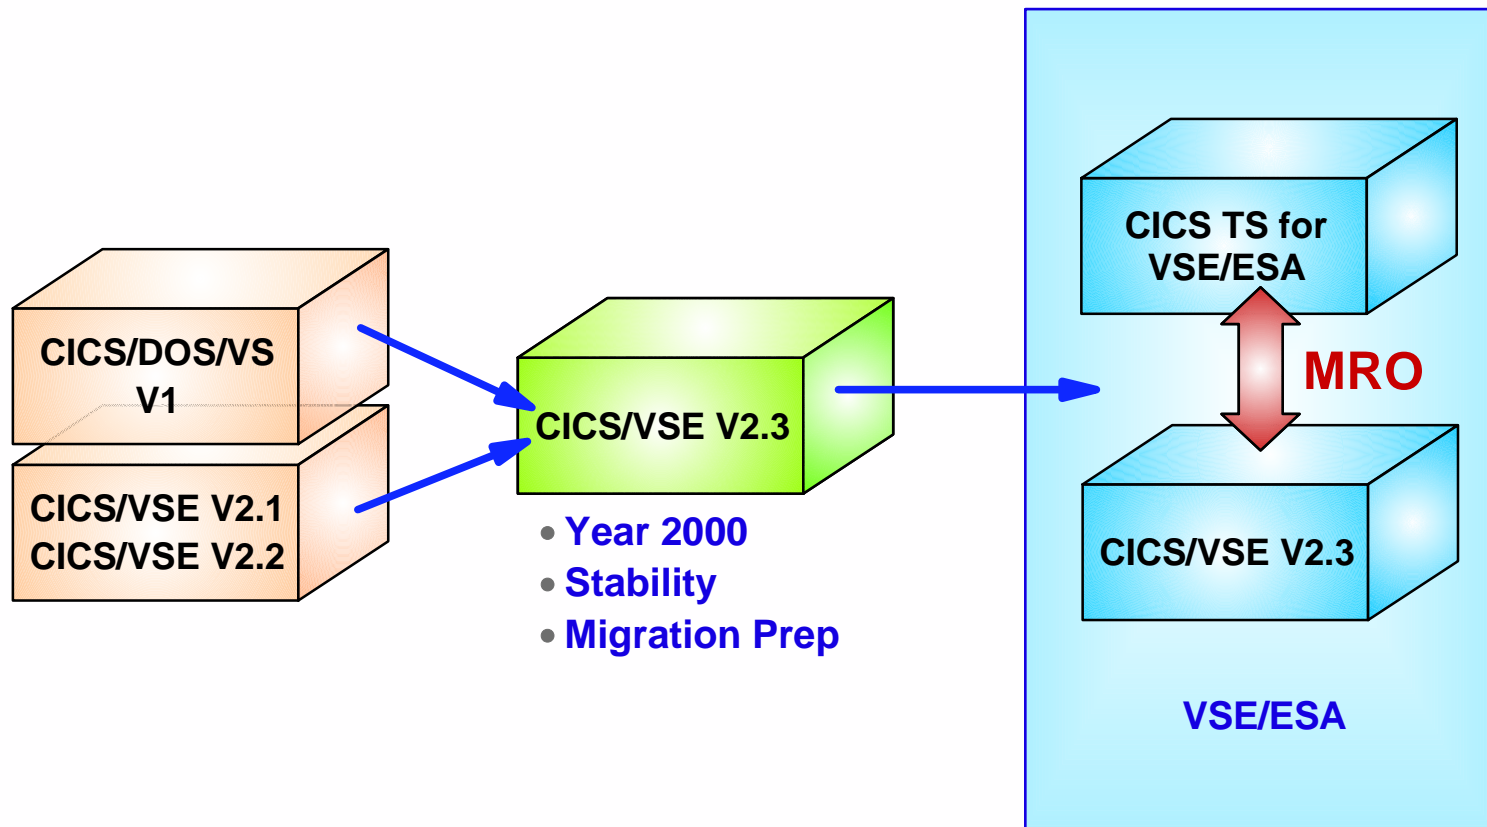 CICS/DOS/VS
V1
CICS/VSE V2.1
CICS/VSE V2.2
CICS/VSE V2.3
• Year 2000
• Stability
• Migration Prep
CICS TS for
VSE/ESA
MRO
CICS/VSE V2.3
VSE/ESA